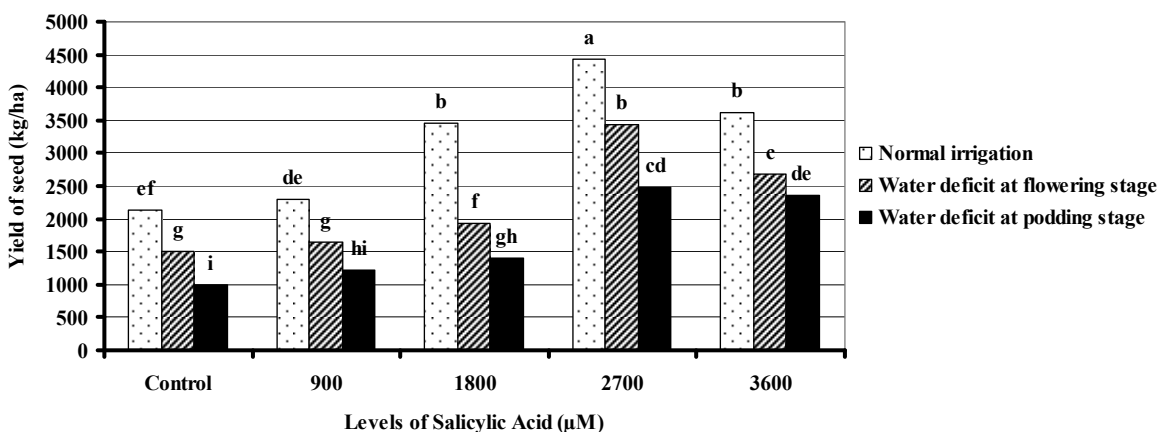 Yield of seed (kg/ha)
5000
4500
4000
3500
3000
2500
2000
1500
1000
500
0
ef
g
i
de
g
hi
b
f
gh
a
b
cd
b
c
de
Control 900 1800 2700 3600
Levels of Salicylic Acid (µM)
Normal irrigation
Water deficit at flowering stage
Water deficit at podding stage